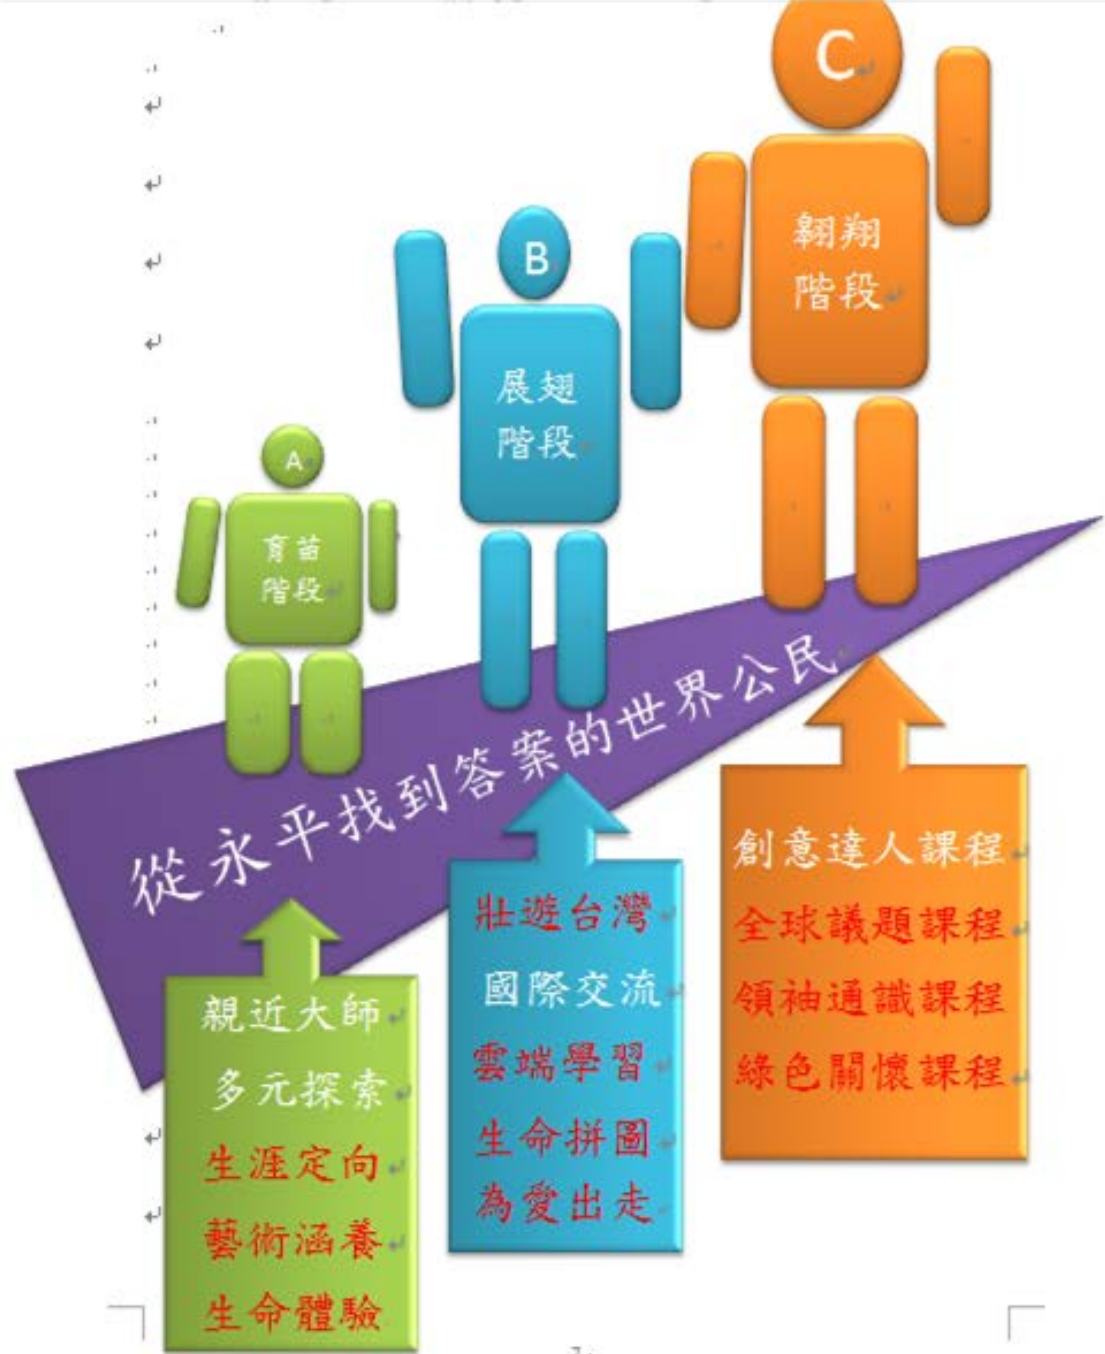 C
翱翔
階段
B
展翅
階段
A
育苗
階段
從永平找到答案的世界公民
創意達人課程
全球議題課程
領袖通識課程
綠色關懷課程
壯遊台灣
國際交流
雲端學習
生命拼圖
為愛出走
親近大師
多元探索
生涯定向
藝術涵養
生命體驗